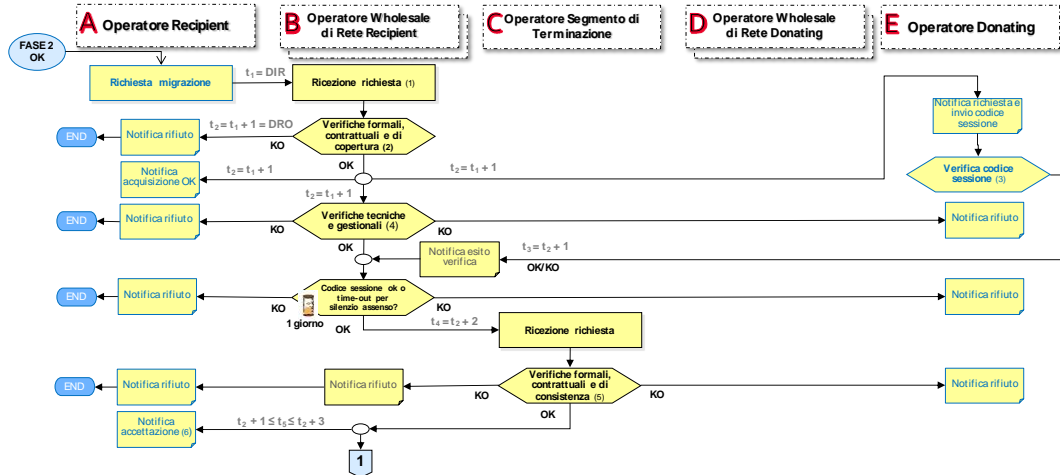 A Operatore Recipient
B Operatore Wholesale
di Rete Recipient
C Operatore Segmento di
Terminazione
D Operatore Wholesale
di Rete Donating
E Operatore Donating
FASE 2
OK
Richiesta migrazione
t1 = DIR
Ricezione richiesta (1)
Notifica richiesta e
invio codice
sessione
END
Notifica rifiuto
t2 = t1 + 1 = DRO
KO
Verifiche formali,
contrattuali e di
copertura (2)
OK
Notifica
acquisizione OK
t2 = t1 + 1
t2 = t1 + 1
Verifica codice
sessione (3)
t2 = t1 + 1
END
Notifica rifiuto
KO
Verifiche tecniche
e gestionali (4)
KO
Notifica rifiuto
OK
Notifica esito
verifica
t3 = t2 + 1
OK/KO
END
Notifica rifiuto
KO
Codice sessione ok o
time-out per
silenzio assenso?
1 giorno
KO
Notifica rifiuto
OK
t4 = t2 + 2
Ricezione richiesta
END
Notifica rifiuto
Notifica rifiuto
KO
Verifiche formali,
contrattuali e di
consistenza (5)
KO
Notifica rifiuto
OK
Notifica
accettazione (6)
t2 + 1 ≤ t5 ≤ t2 + 3
1